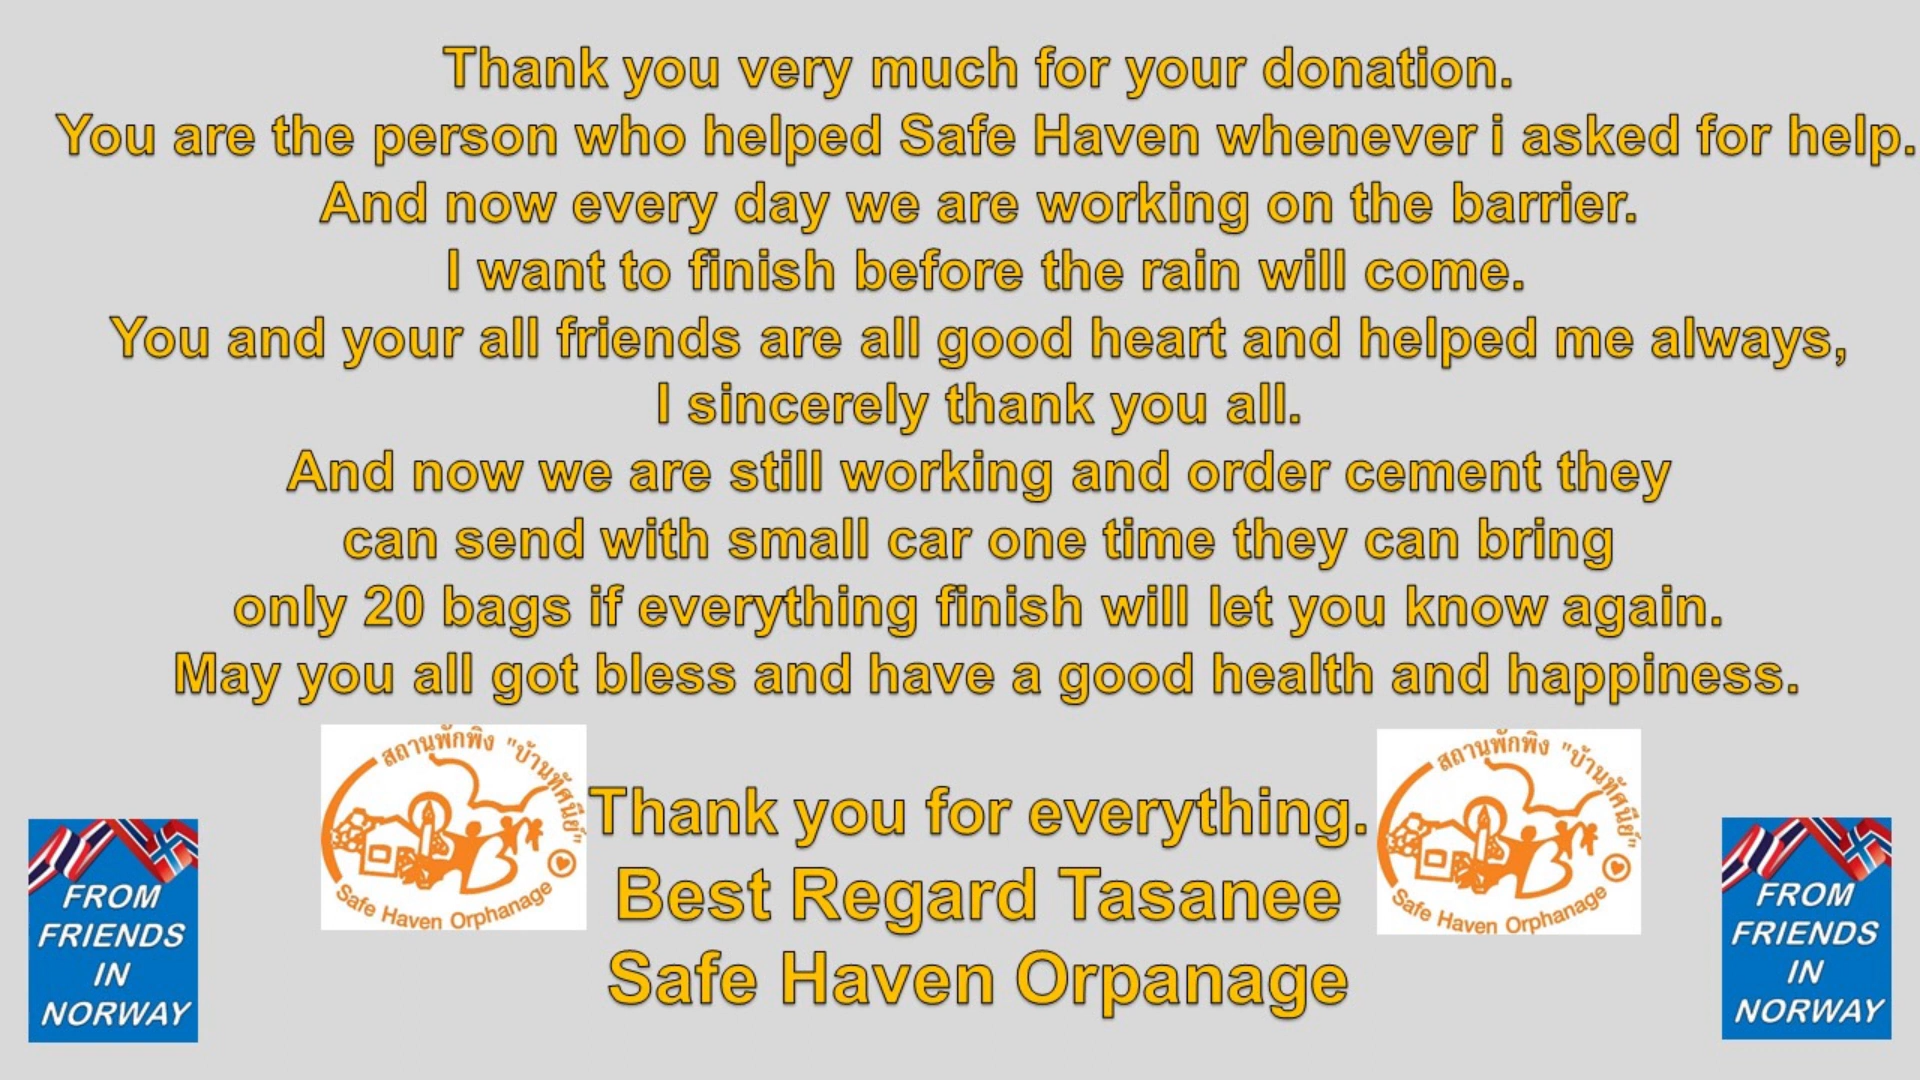 Thank you very much for your donation.
You are the person who helped Safe Haven whenever i asked for help.
And now every day we are working on the barrier.
I want to finish before the rain will come.
You and your all friends are all good heart and helped me always,
I sincerely thank you all.
And now we are still working and order cement they
can send with small car one time they can bring
only 20 bags if everything finish will let you know again.
May you all got bless and have a good health and happiness.
สถานพักพิง "บ้านทัศนีย์"
Safe Haven Orphanage
Thank you for everything.
Best Regard Tasanee
Safe Haven Orpanage
สถานพักพิง "บ้านทัศนีย์"
Safe Haven Orphanage
FROM
FRIENDS
IN
NORWAY
FROM
FRIENDS
IN
NORWAY